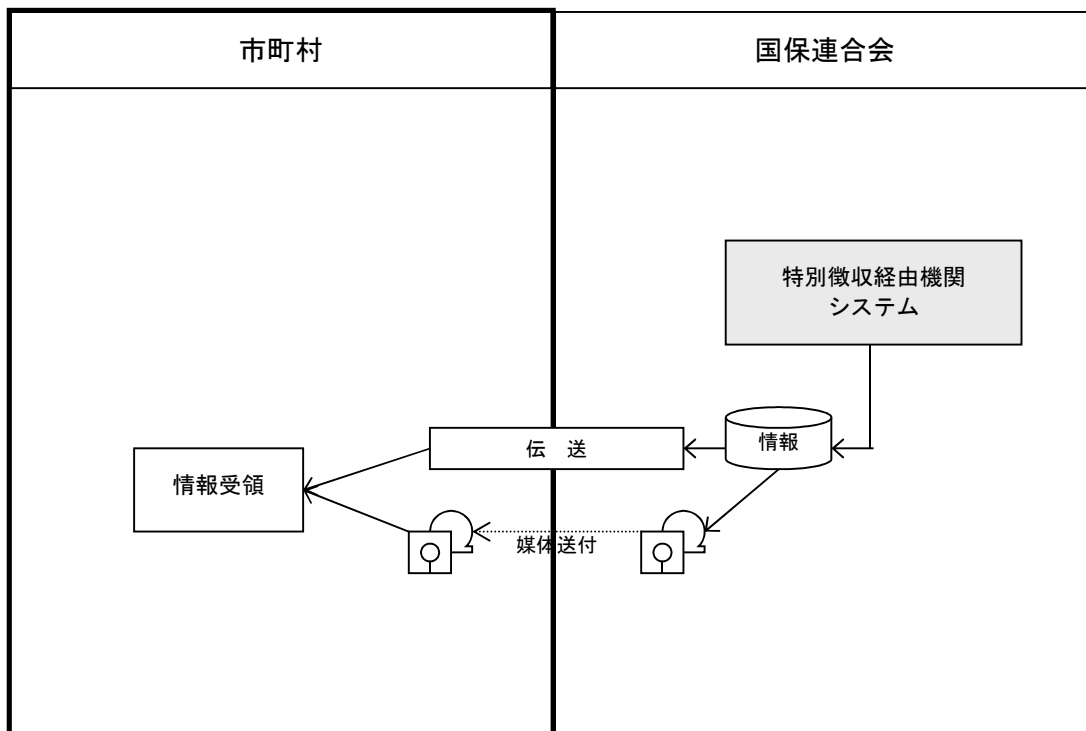 市町村
国保連合会
特別徴収経由機関
システム
情報
伝　送
情報受領
媒体送付